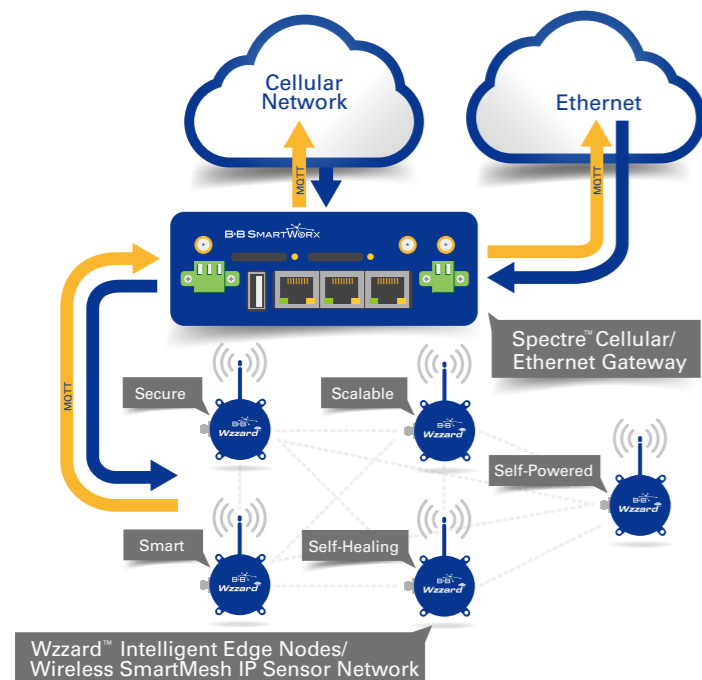 Cellular
Network
Ethernet
MQTT
MQTT
B+B SMARTWORX
Spectre™ Cellular/
Ethernet Gateway
MQTT
Secure
Scalable
B+B
Wzzard
B+B
Wzzard
Self-Powered
B+B
Wzzard
Smart
Self-Healing
B+B
Wzzard
B+B
Wzzard
Wzzard™ Intelligent Edge Nodes/
Wireless SmartMesh IP Sensor Network